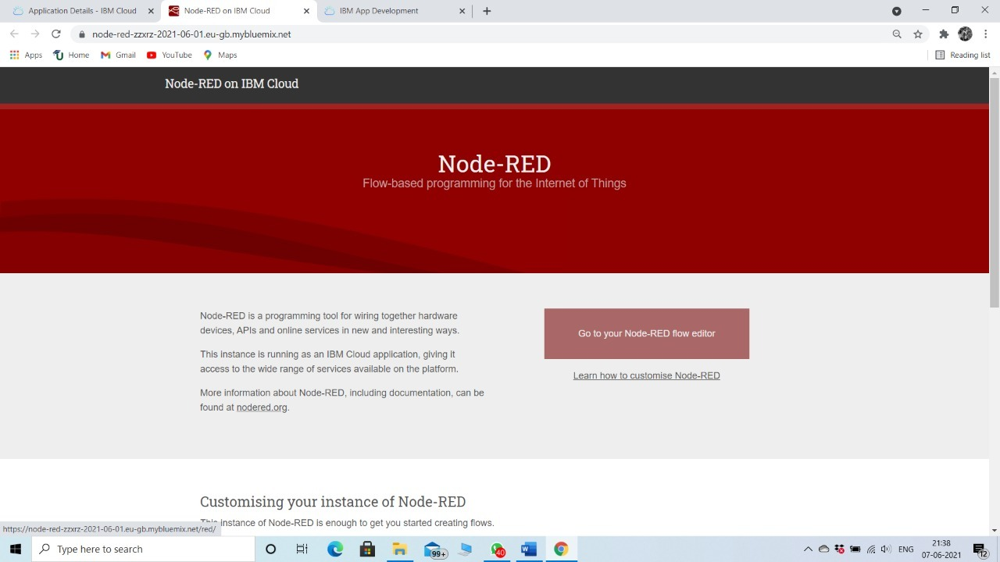 Application Details - IBM Cloud
Node-RED on IBM Cloud
IBM App Development
node-red-zzxrz-2021-06-01.eu-gb.mybluemix.net
Apps
Home
Gmail
YouTube
Maps
Reading list
Node-RED on IBM Cloud
Node-RED
Flow-based programming for the Internet of Things
Node-RED is a programming tool for wiring together hardware
devices, APIs and online services in new and interesting ways.
This instance is running as an IBM Cloud application, giving it
access to the wide range of services available on the platform.
More information about Node-RED, including documentation, can be
found at nodered.org.
Go to your Node-RED flow editor
Learn how to customise Node-RED
Customising your instance of Node-RED
This instance of Node-RED is enough to get you started creating flows.
https://node-red-zzxrz-2021-06-01.eu-gb.mybluemix.net/red/
Type here to search
99+
40
ENG
21:38
07-06-2021
12